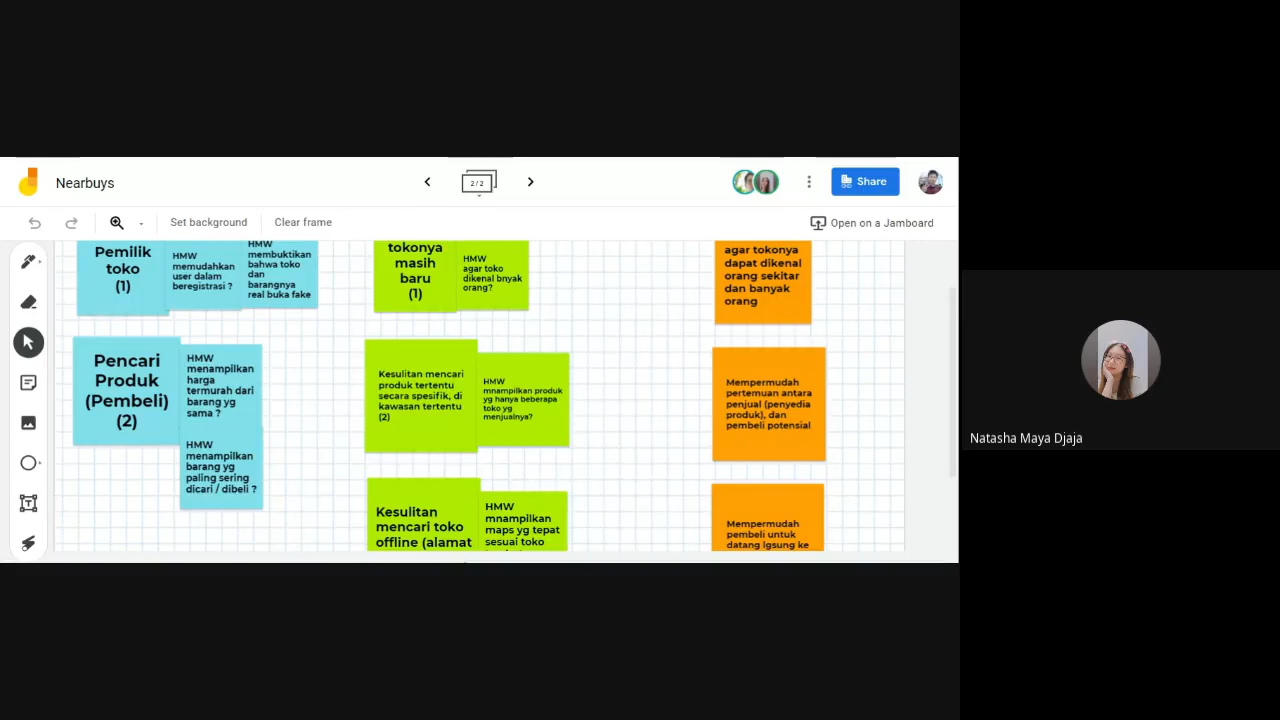 Nearbuys
2 / 2
Share
Set background
Clear frame
Open on a Jamboard
Pemilik
toko
(1)
HMW
memudahkan
user dalam
beregistrasi ?
HMW
membuktikan
bahwa toko
dan
barangnya
real buka fake
tokonya
masih
baru
(1)
HMW
agar toko
dikenal bnyak
orang?
agar tokonya
dapat dikenal
orang sekitar
dan banyak
orang
Pencari
Produk
(Pembeli)
(2)
HMW
menampilkan
harga
termurah dari
barang yg
sama ?
HMW
menampilkan
barang yg
paling sering
dicari / dibeli ?
Kesulitan mencari
produk tertentu
secara spesifik, di
kawasan tertentu
(2)
HMW
mnampilkan produk
yg hanya beberapa
toko yg
menjualnya?
Mempermudah
pertemuan antara
penjual (penyedia
produk), dan
pembeli potensial
Kesulitan
mencari toko
offline (alamat
HMW
mnampilkan
maps yg tepat
sesuai toko
Mempermudah
pembeli untuk
datang lgsung ke
Natasha Maya Djaja